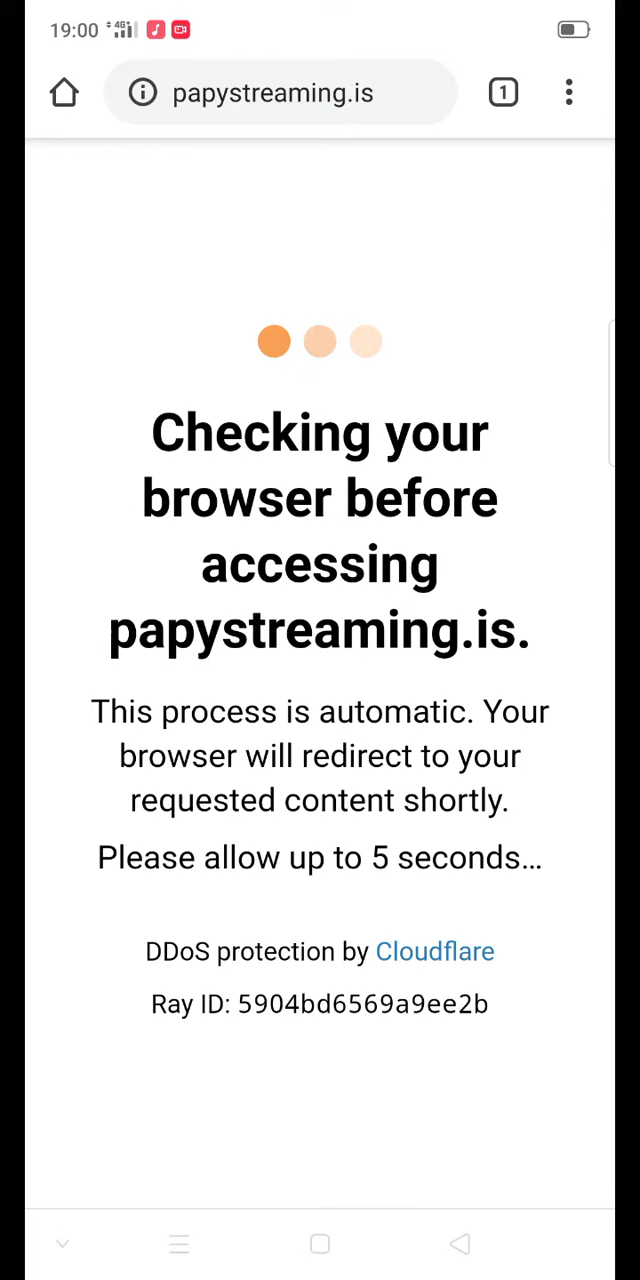 19:00 4G+
papystreaming.is 1
Checking your
browser before
accessing
papystreaming.is.
This process is automatic. Your
browser will redirect to your
requested content shortly.
Please allow up to 5 seconds...
DDoS protection by Cloudflare
Ray ID: 5904bd6569a9ee2b